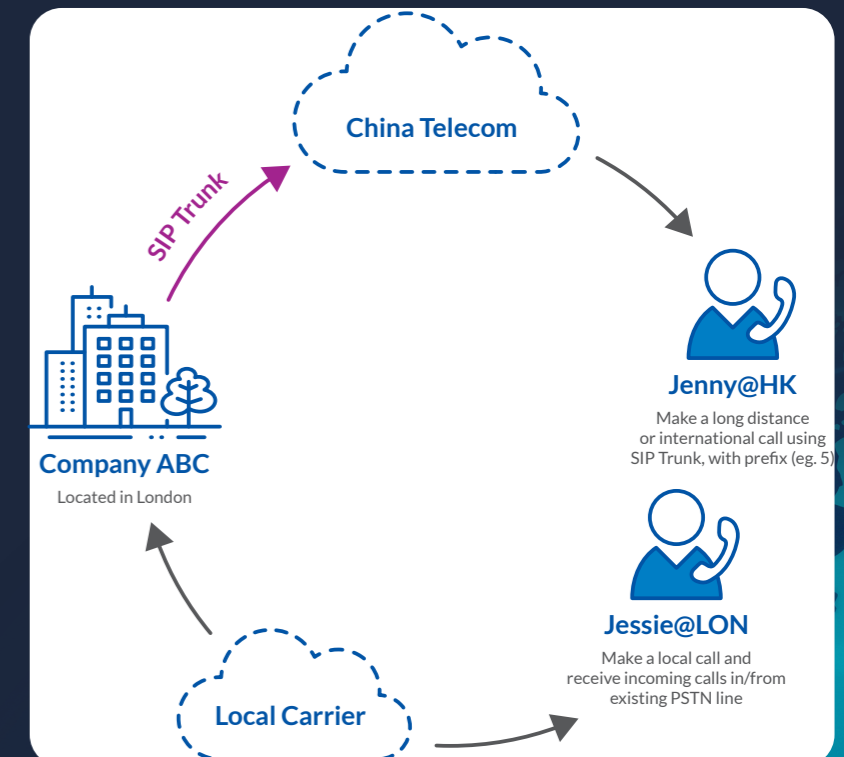 China Telecom
SIP Trunk
Jenny@HK
Make a long distance
or international call using
SIP Trunk, with prefix (eg. 5)
Company ABC
Located in London
Jessie@LON
Make a local call and
receive incoming calls in/from
existing PSTN line
Local Carrier